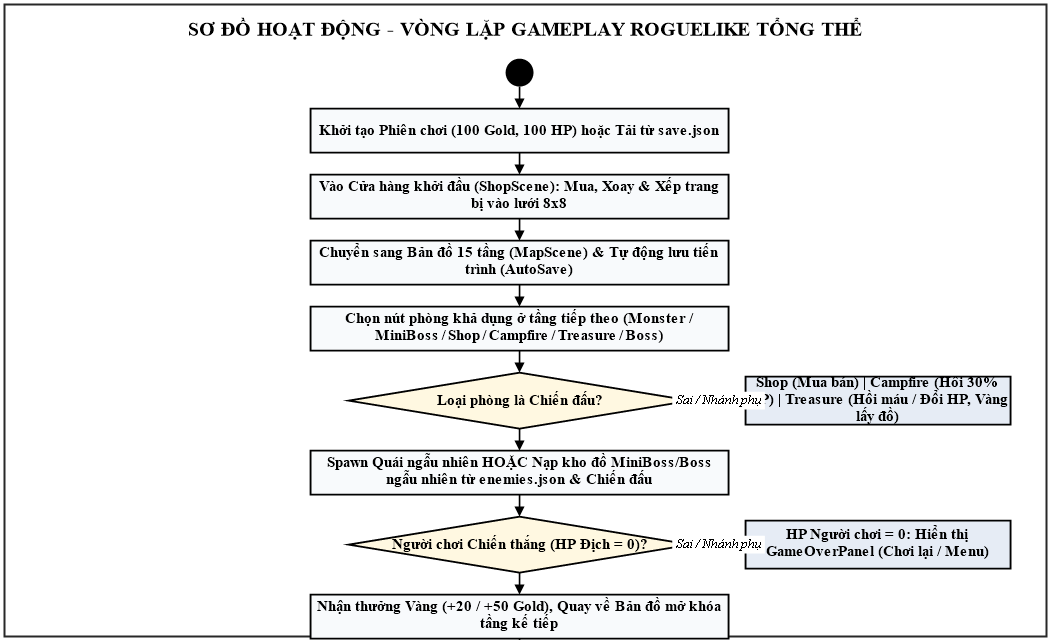 SƠ ĐỒ HOẠT ĐỘNG - VÒNG LẶP GAMEPLAY ROGUELIKE TỔNG THỂ
Khởi tạo Phiên chơi (100 Gold, 100 HP) hoặc Tải từ save.json
Vào Cửa hàng khởi đầu (ShopScene): Mua, Xoay & Xếp trang
bị vào lưới 8x8
Chuyển sang Bản đồ 15 tầng (MapScene) & Tự động lưu tiến
trình (AutoSave)
Chọn nút phòng khả dụng ở tầng tiếp theo (Monster /
MiniBoss / Shop / Campfire / Treasure / Boss)
Loại phòng là Chiến đấu?
Sai / Nhánh phụ
Shop (Mua bán) | Campfire (Hồi 30%
P) | Treasure (Hồi máu / Đổi HP, Vàng
lấy đồ)
Spawn Quái ngẫu nhiên HOẶC Nạp kho đồ MiniBoss/Boss
ngẫu nhiên từ enemies.json & Chiến đấu
Người chơi Chiến thắng (HP Địch = 0)?
Sai / Nhánh phụ
HP Người chơi = 0: Hiển thị
GameOverPanel (Chơi lại / Menu)
Nhận thưởng Vàng (+20 / +50 Gold), Quay về Bản đồ mở khóa
tầng kế tiếp